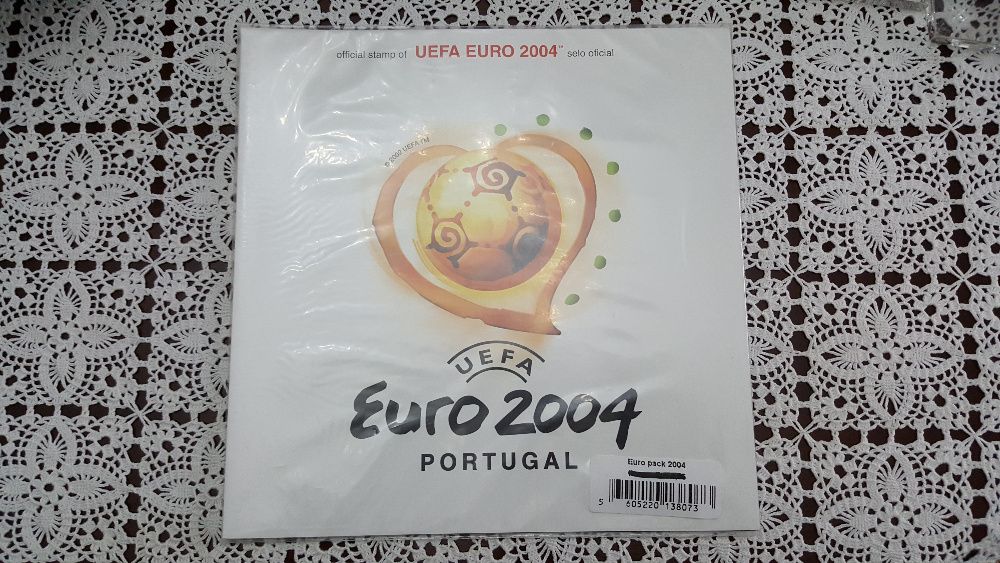 official stamp of UEFA EURO 2004™ selo oficial
© 2002 UEFA TM
UEFA
Euro 2004
PORTUGAL
Euro pack 2004
5 605220 138073